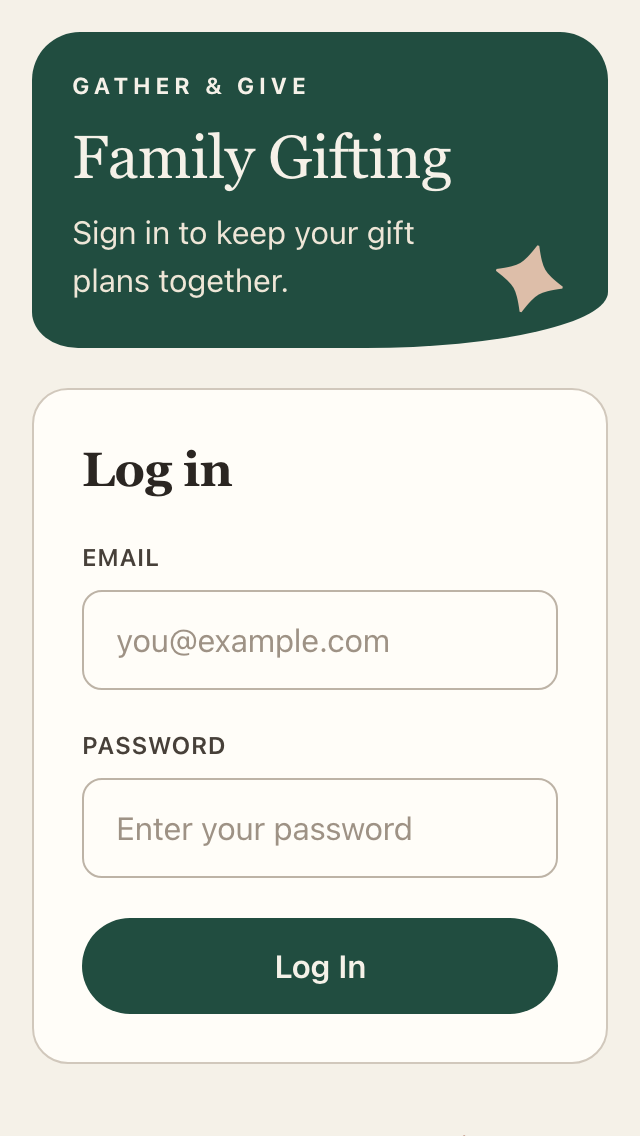 GATHER & GIVE
Family Gifting
Sign in to keep your gift
plans together.
Log in
EMAIL
you@example.com
PASSWORD
Enter your password
Log In